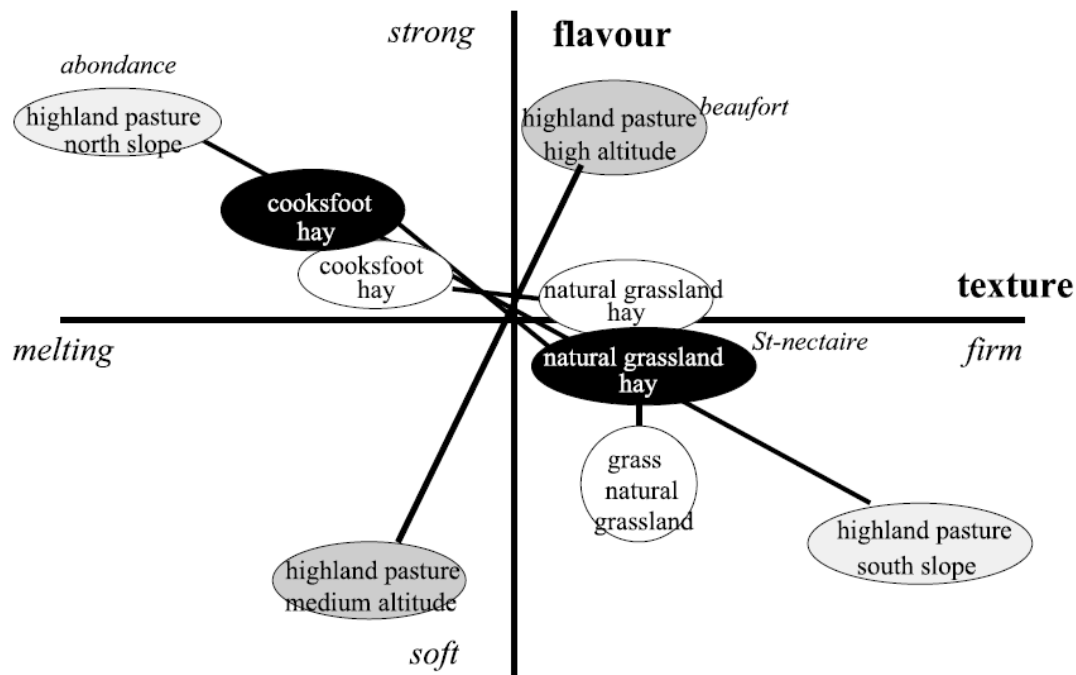 strong
flavour
abondance
highland pasture
north slope
beaufort
highland pasture
high altitude
cooksfoot
hay
cooksfoot
hay
natural grassland
hay
texture
melting
St-nectaire
firm
natural grassland
hay
grass
natural
grassland
highland pasture
south slope
highland pasture
medium altitude
soft